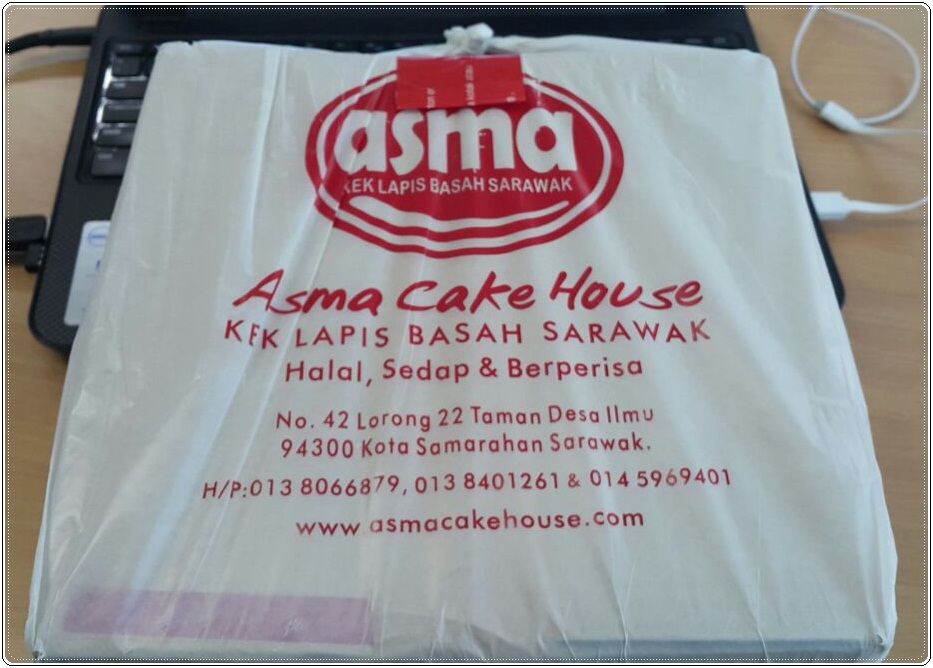 asma
KEK LAPIS BASAH SARAWAK
Asma Cake House
KEK LAPIS BASAH SARAWAK
Halal, Sedap & Berperisa
No. 42 Lorong 22 Taman Desa Ilmu
94300 Kota Samarahan Sarawak.
H/P:013 8066879, 013 8401261 & 014 5969401
www.asmacakehouse.com